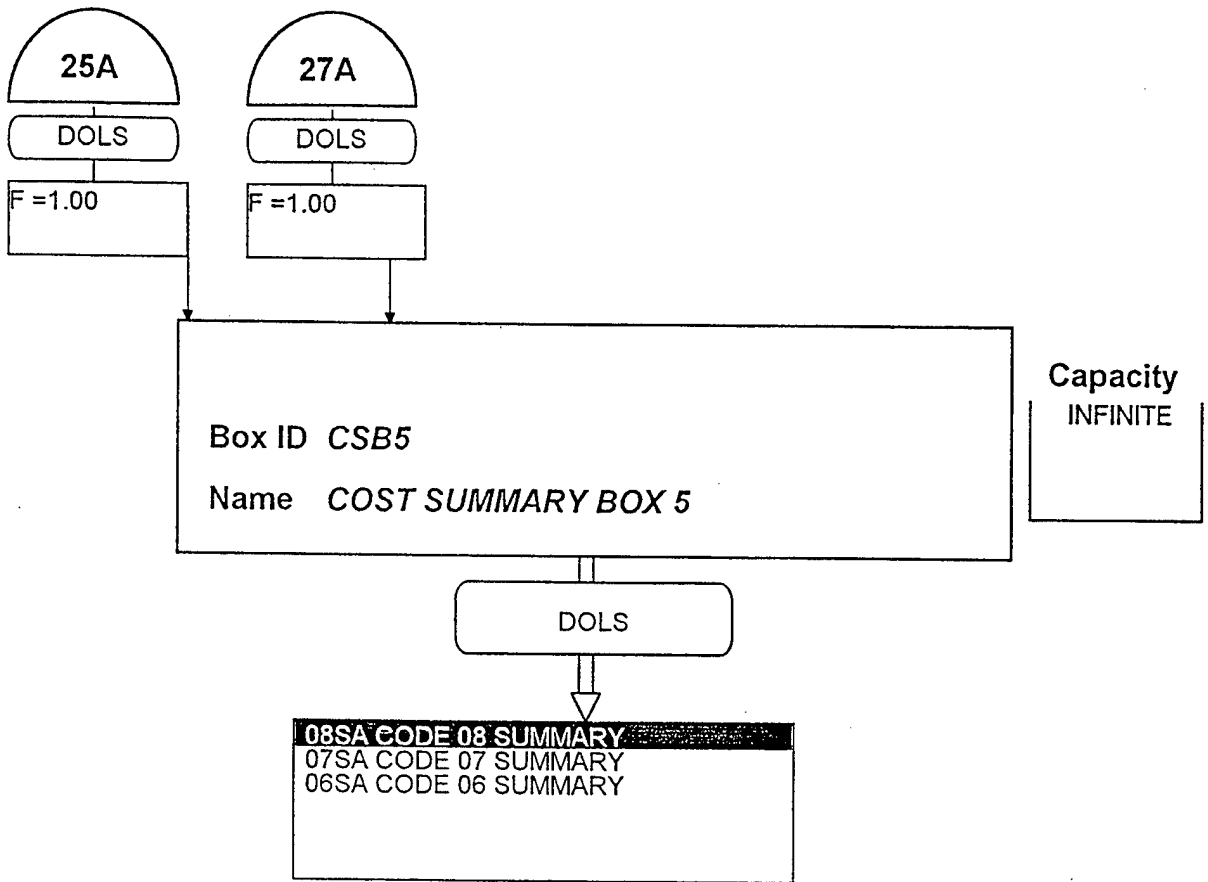 25A
27A
DOLS
DOLS
F =1.00
F =1.00
Capacity
INFINITE
Box ID CSB5
Name COST SUMMARY BOX 5
DOLS
08SA CODE 08 SUMMARY
07SA CODE 07 SUMMARY
06SA CODE 06 SUMMARY